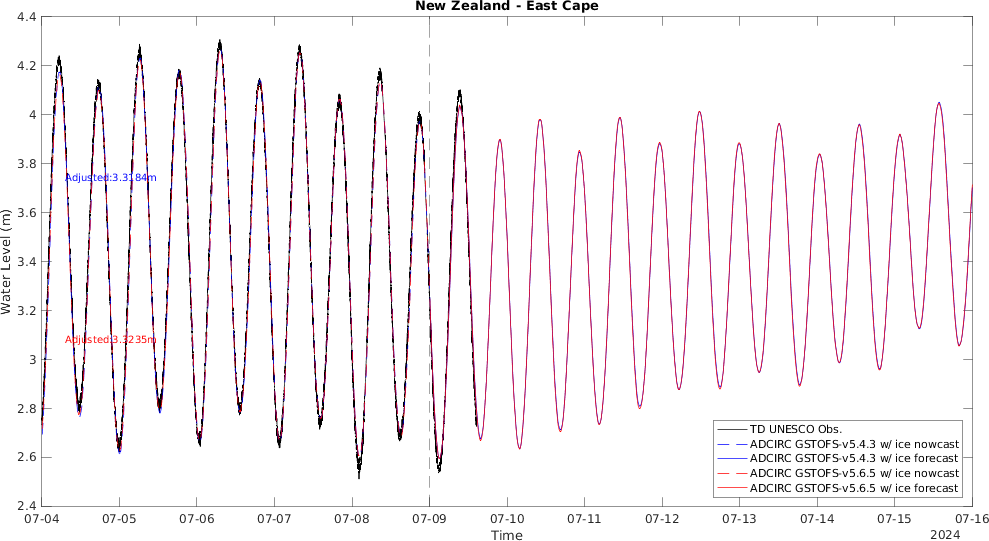 New Zealand - East Cape
Water Level (m)
4.4
4.2
4
3.8
3.6
3.4
3.2
3
2.8
2.6
2.4
Adjusted:3.3184m
Adjusted:3.3235m
TD UNESCO Obs.
ADCIRC GSTOFS-v5.4.3 w/ ice nowcast
ADCIRC GSTOFS-v5.4.3 w/ ice forecast
ADCIRC GSTOFS-v5.6.5 w/ ice nowcast
ADCIRC GSTOFS-v5.6.5 w/ ice forecast
07-04 07-05 07-06 07-07 07-08 07-09 07-10 07-11 07-12 07-13 07-14 07-15 07-16
Time
2024